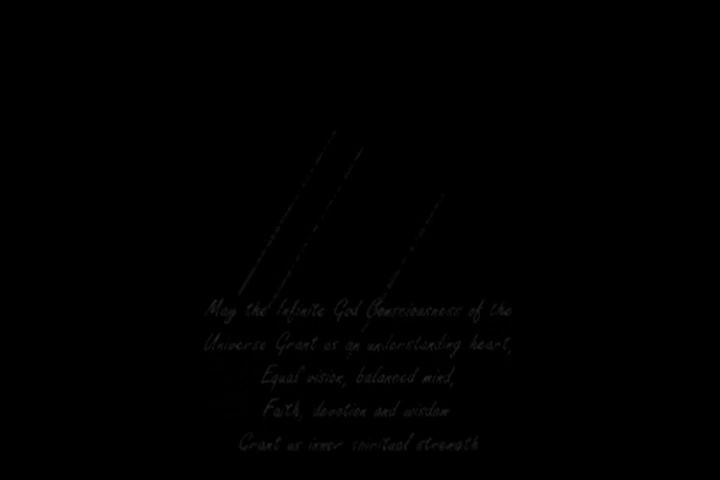 May the Infinite God Consciousness of the
Universe Grant us an understanding heart,
Equal vision, balanced mind,
Faith, devotion and wisdom
Grant us inner spiritual strength